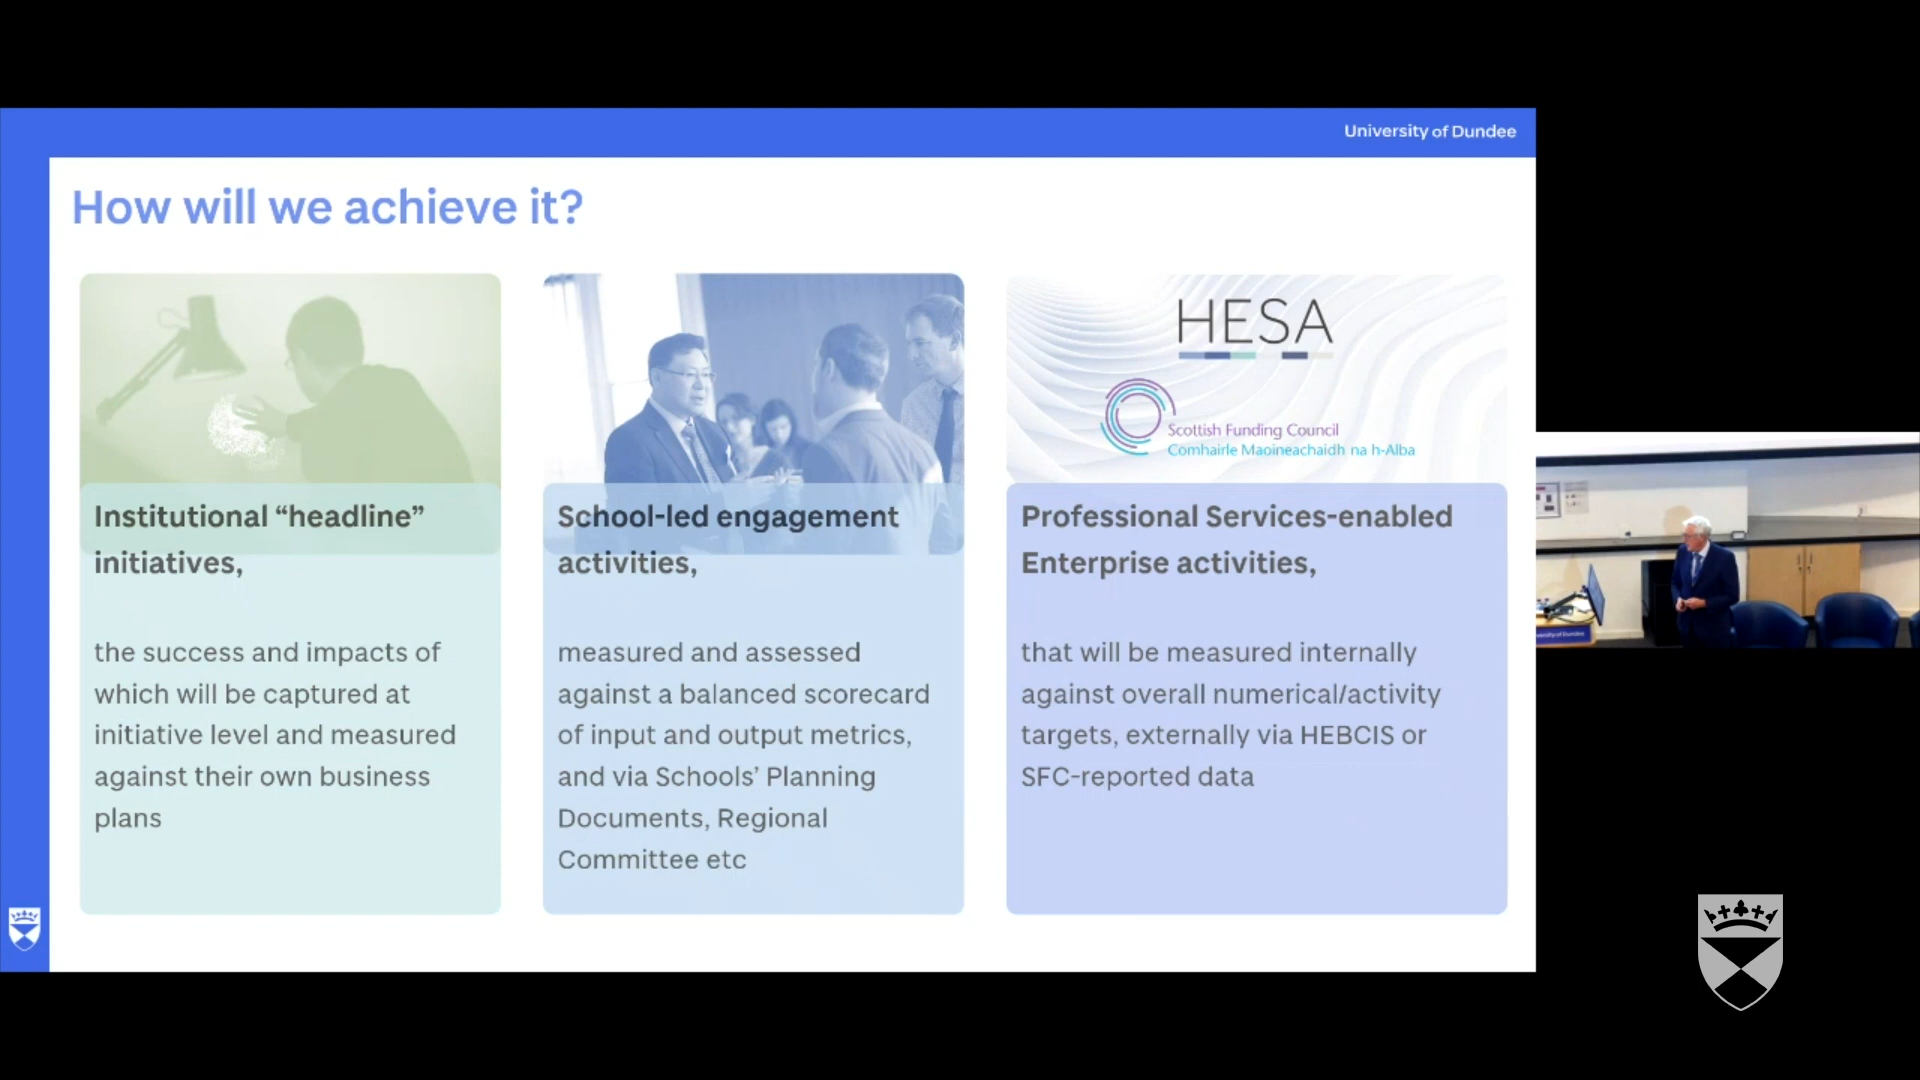 University of Dundee
How will we achieve it?
Institutional “headline”
initiatives,
the success and impacts of
which will be captured at
initiative level and measured
against their own business
plans
School-led engagement
activities,
measured and assessed
against a balanced scorecard
of input and output metrics,
and via Schools’ Planning
Documents, Regional
Committee etc
HESA
Scottish Funding Council
Comhairle Maoineachaidh na h-Alba
Professional Services-enabled
Enterprise activities,
that will be measured internally
against overall numerical/activity
targets, externally via HEBCIS or
SFC-reported data